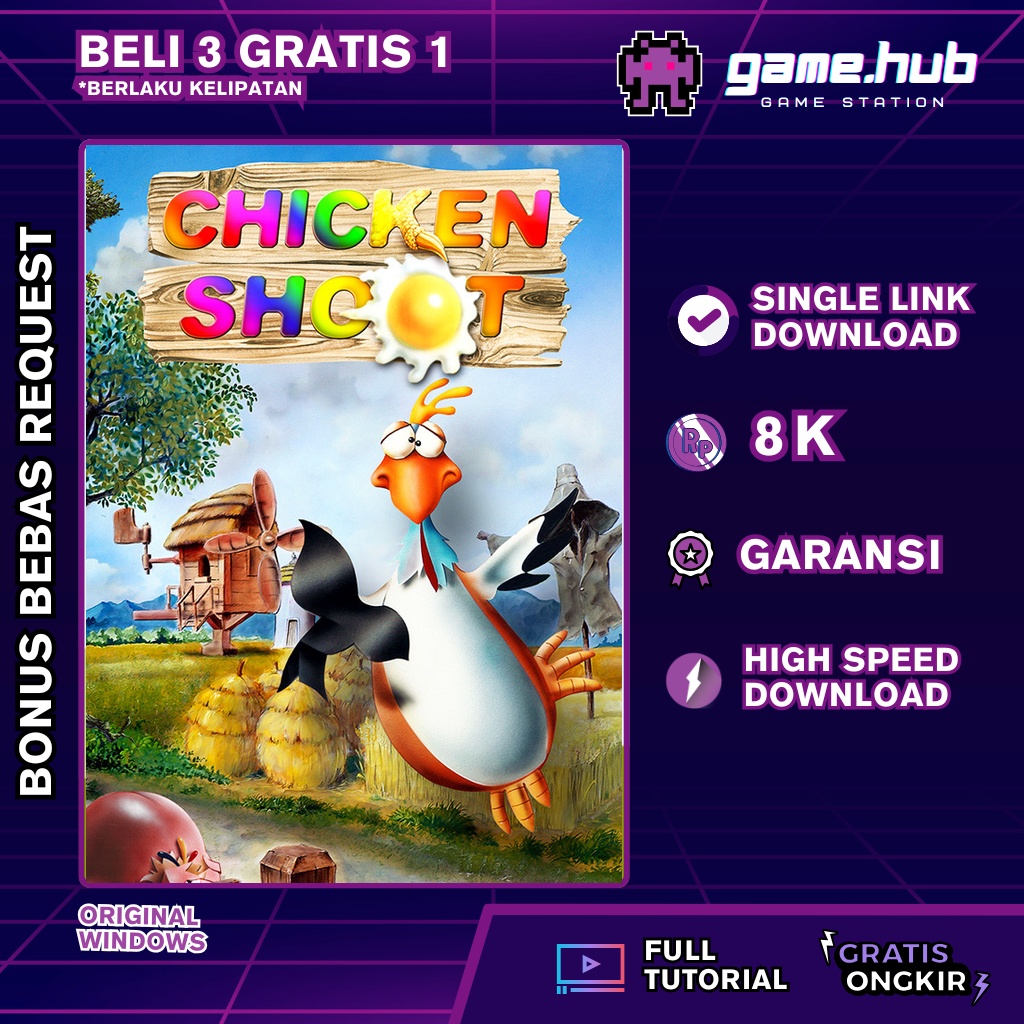 BELI 3 GRATIS 1
*BERLAKU KELIPATAN
game.hub
GAME STATION
BONUS BEBAS REQUEST
CHICKEN
SHOOT
SINGLE LINK
DOWNLOAD
Rp
8K
GARANSI
HIGH SPEED
DOWNLOAD
ORIGINAL
WINDOWS
FULL
TUTORIAL
GRATIS
ONGKIR